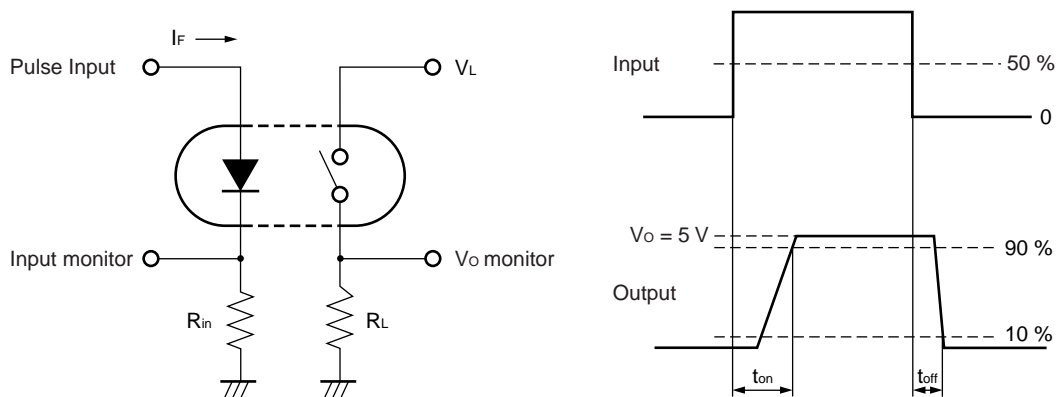 IF
Pulse Input
VL
Input monitor
VO monitor
Rin
RL
Input
50 %
0
VO = 5 V
90 %
Output
10 %
ton
toff